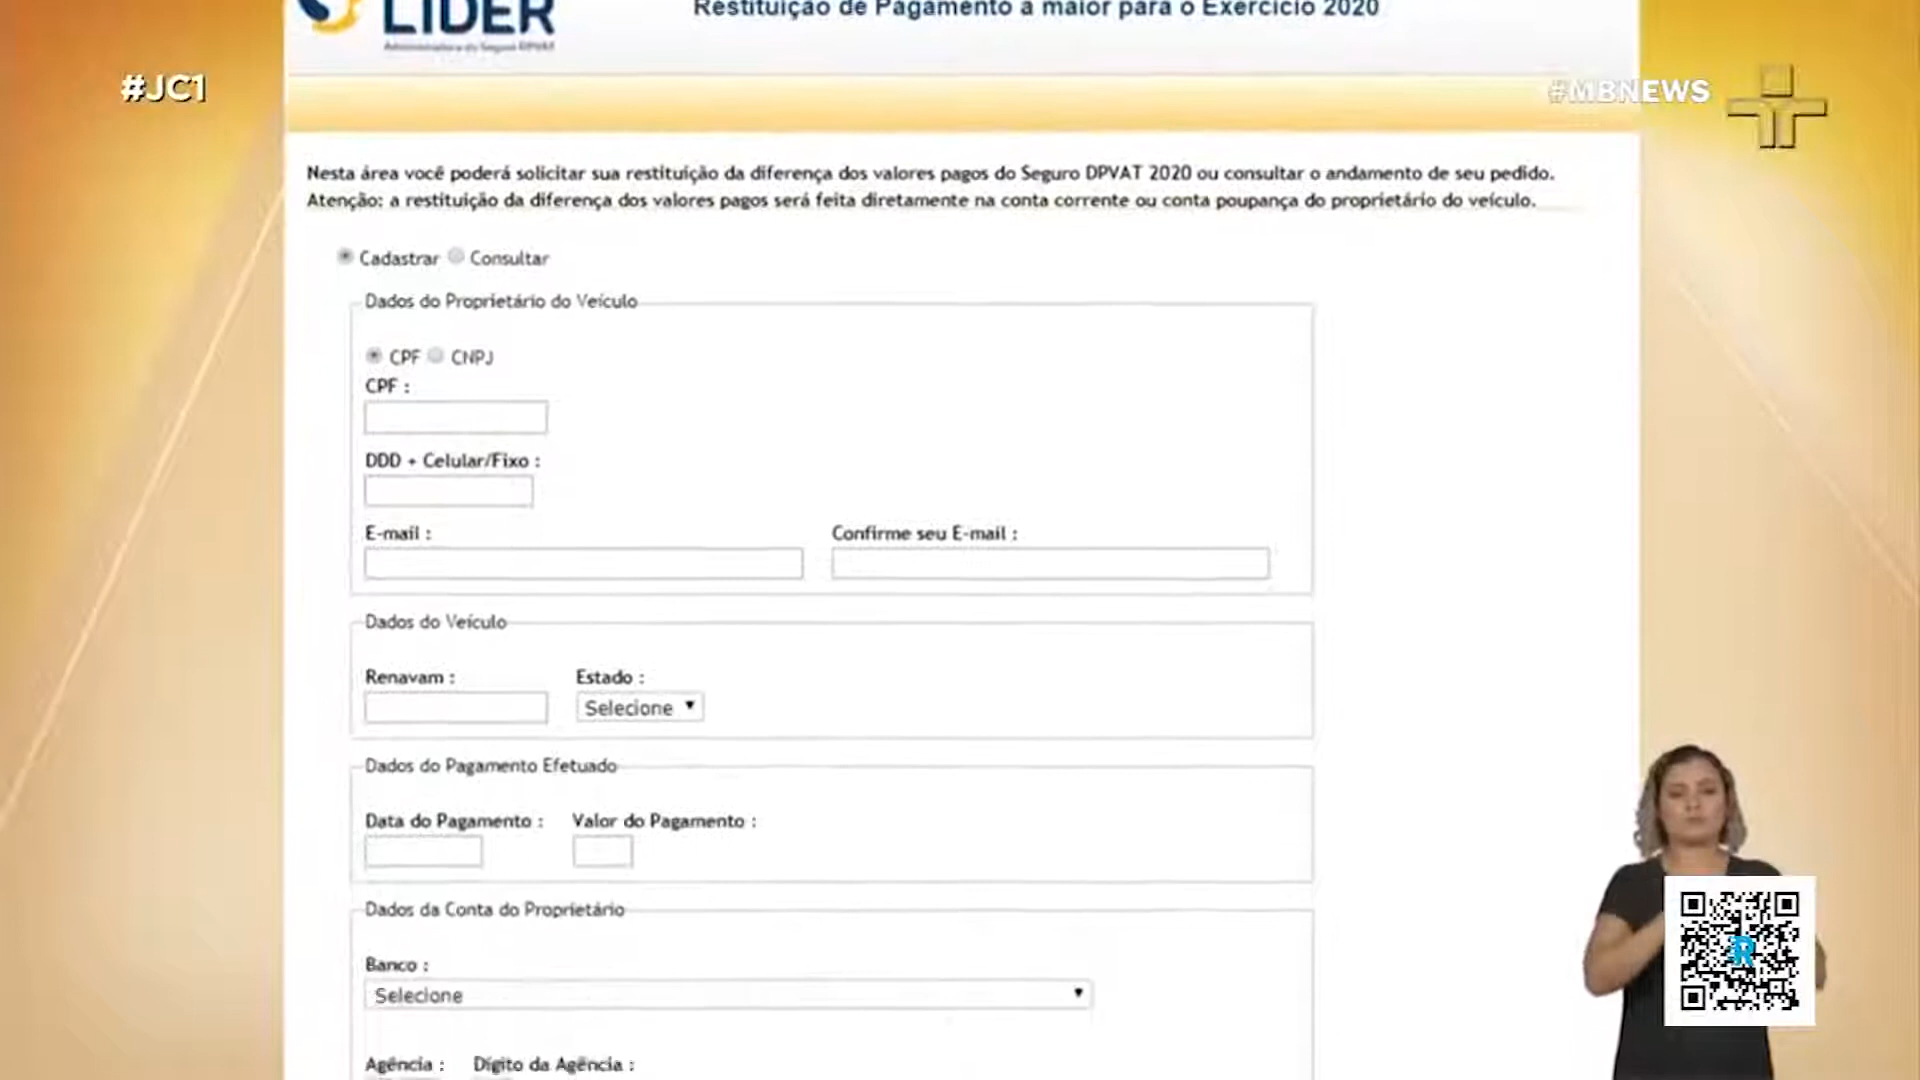 LÍDER
Administradora do Seguro DPVAT
Restituição de Pagamento a maior para o Exercício 2020
#JC1
#MBNEWS
Nesta área você poderá solicitar sua restituição da diferença dos valores pagos do Seguro DPVAT 2020 ou consultar o andamento de seu pedido.
Atenção: a restituição da diferença dos valores pagos será feita diretamente na conta corrente ou conta poupança do proprietário do veículo.
Cadastrar Consultar
Dados do Proprietário do Veículo
CPF CNPJ
CPF :
DDD + Celular/Fixo :
E-mail : Confirme seu E-mail :
Dados do Veículo
Renavam : Estado :
Selecione
Dados do Pagamento Efetuado
Data do Pagamento : Valor do Pagamento :
Dados da Conta do Proprietário
Banco :
Selecione
Agência : Dígito da Agência :
R